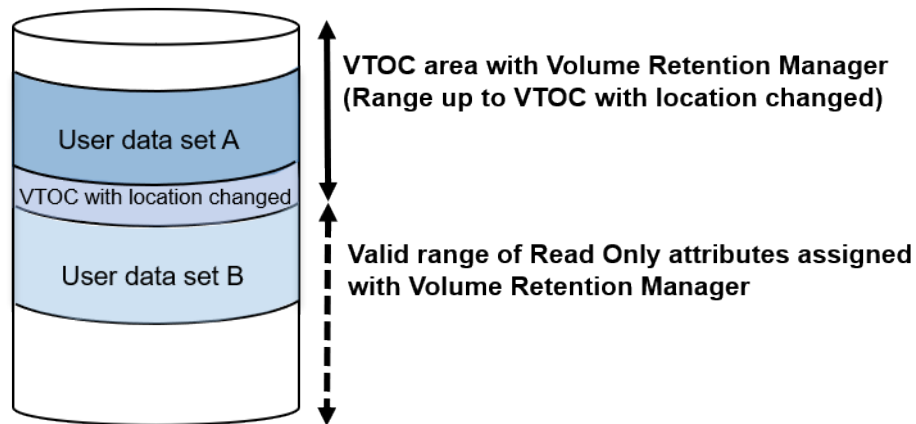 VTOC area with Volume Retention Manager
(Range up to VTOC with location changed)
User data set A
VTOC with location changed
User data set B
Valid range of Read Only attributes assigned
with Volume Retention Manager